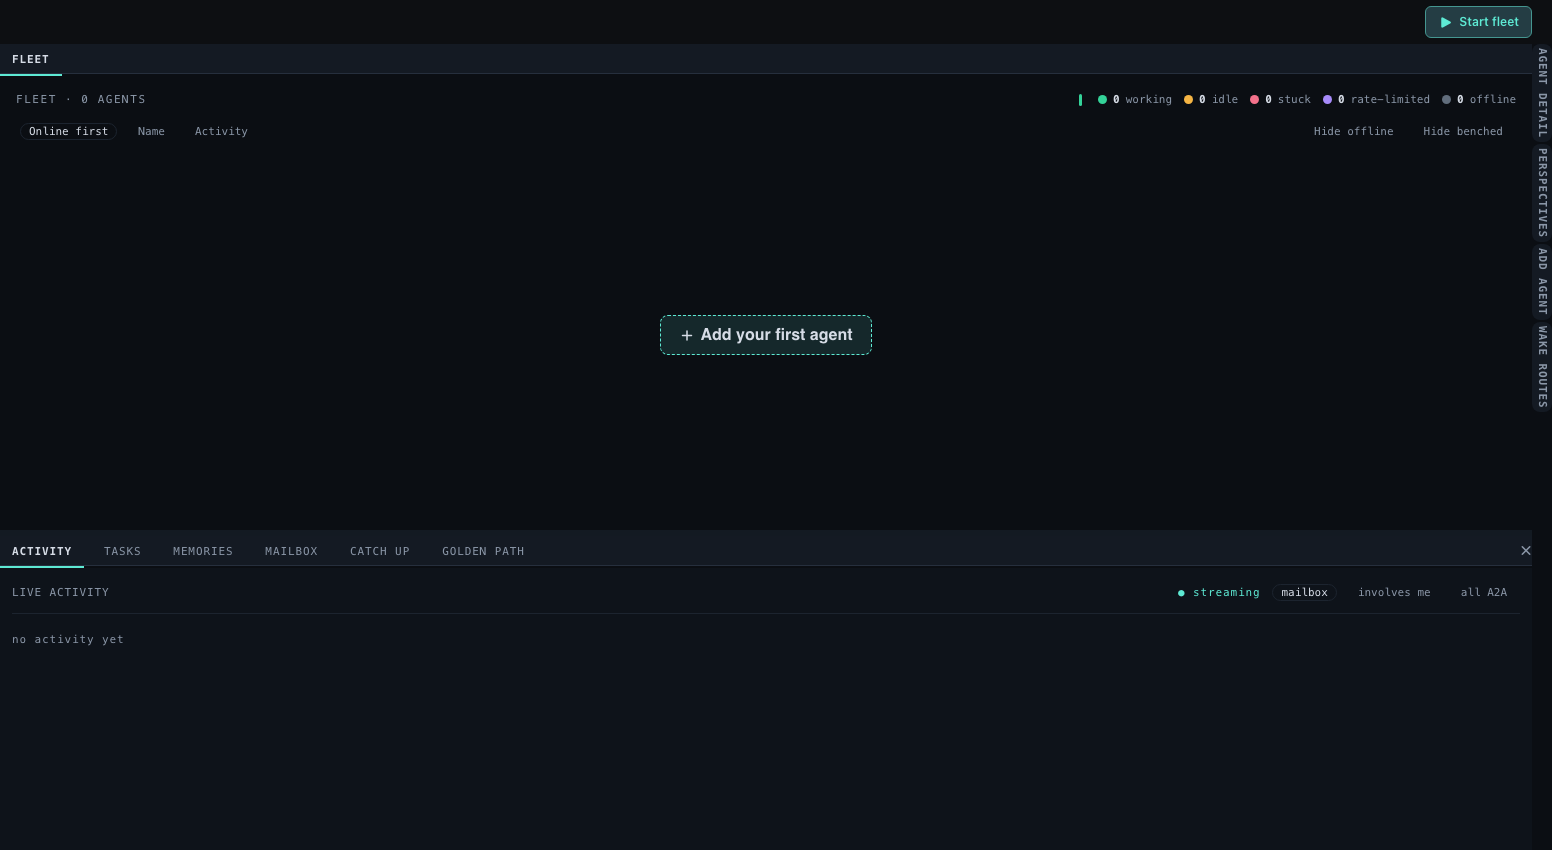 Start fleet
FLEET
FLEET · 0 AGENTS
0 working 0 idle 0 stuck 0 rate-limited 0 offline
Online first Name Activity
Hide offline Hide benched
+ Add your first agent
AGENT DETAIL
PERSPECTIVES
ADD AGENT
WAKE ROUTES
ACTIVITY TASKS MEMORIES MAILBOX CATCH UP GOLDEN PATH
LIVE ACTIVITY
streaming mailbox involves me all A2A
no activity yet